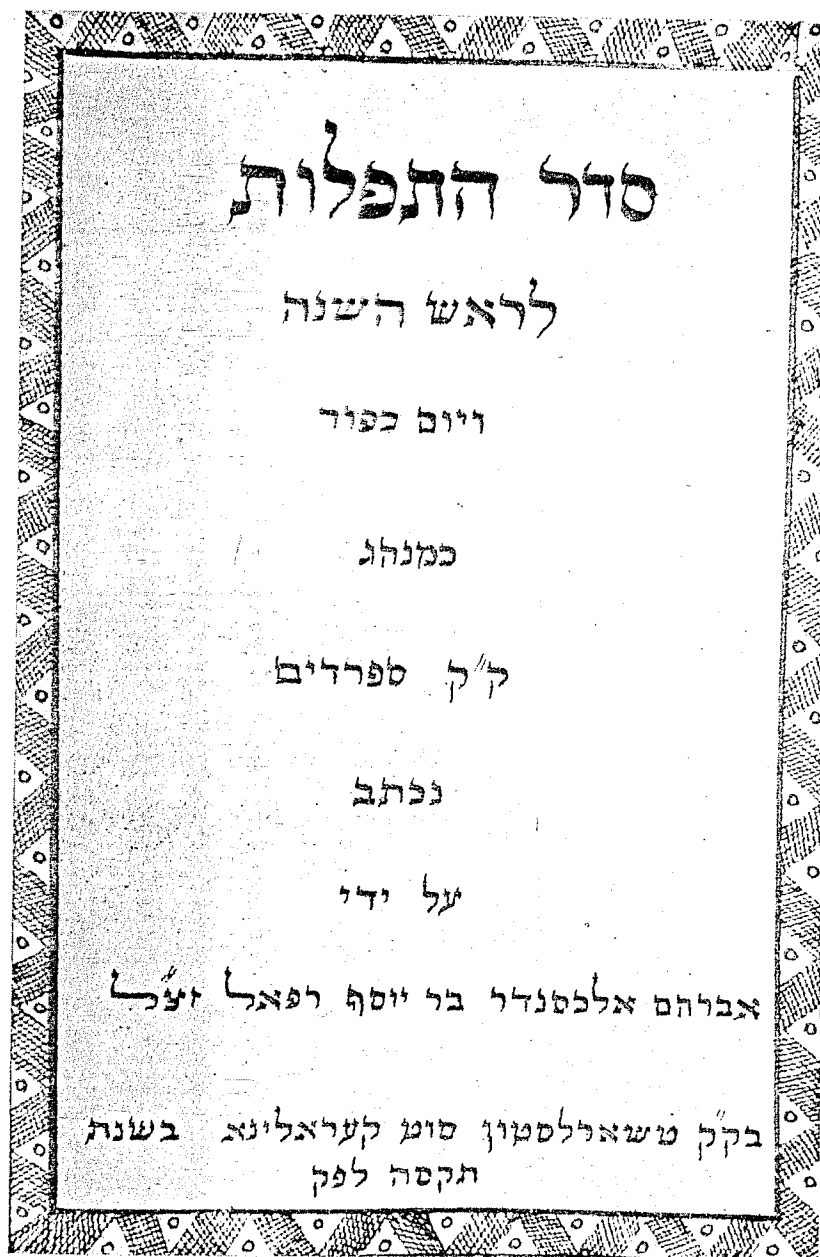 סדר התפלות
לראש השנה
ויום כפור
כמנהג
ק״ק ספרדים
נכתב
על ידי
אברהם אלכסנדר בר יוסף רפאל זצ״ל
בק״ק טשארלסטון סוט קעראלינא בשנת
תקסה לפק